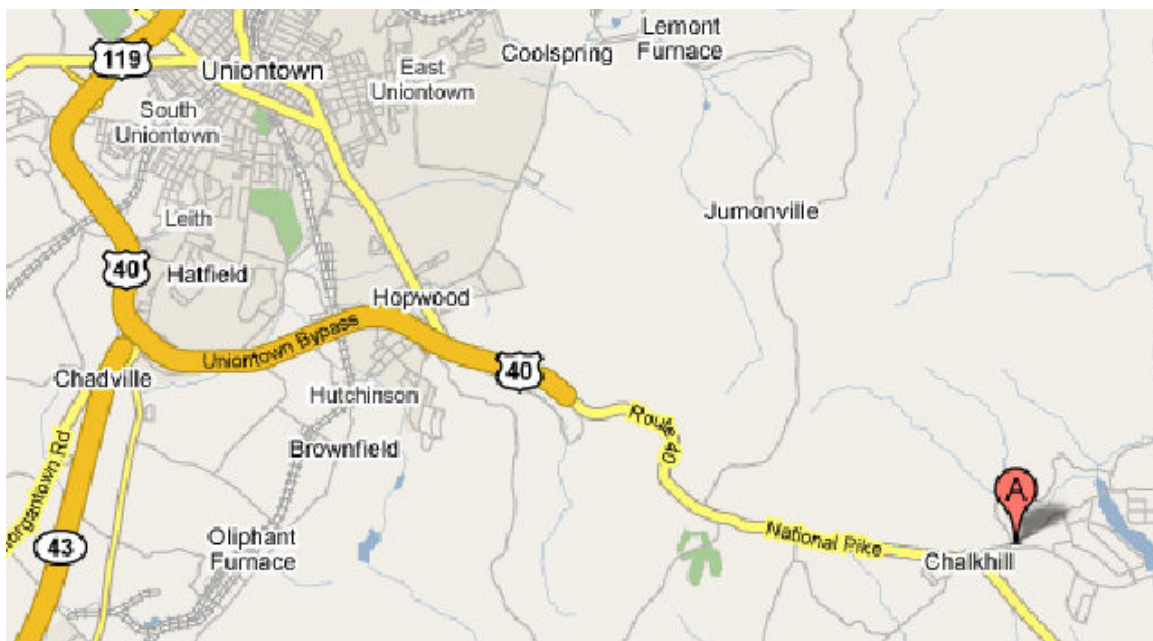 Lemont
Furnace
Coolspring
119
Uniontown
East
Uniontown
South
Uniontown
Jumonville
Leith
40
Hatfield
Hopwood
Uniontown Bypass
40
Chadville
Hutchinson
Route 40
Brownfield
organtown Rd
A
National Pike
Oliphant
Furnace
43
Chalkhill